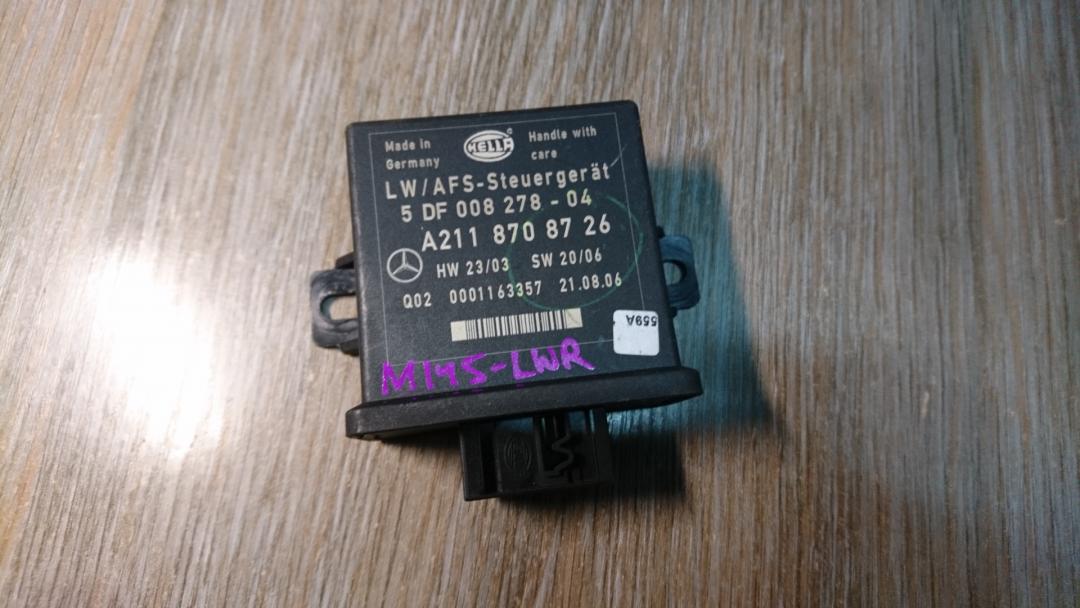 Made in
Germany
HELLA
Handle with
care
LW/AFS-Steuergerät
5 DF 008 278 - 04
A211 870 87 26
HW 23/03 SW 20/06
Q02 0001163357 21.08.06
559A
M145-LWR